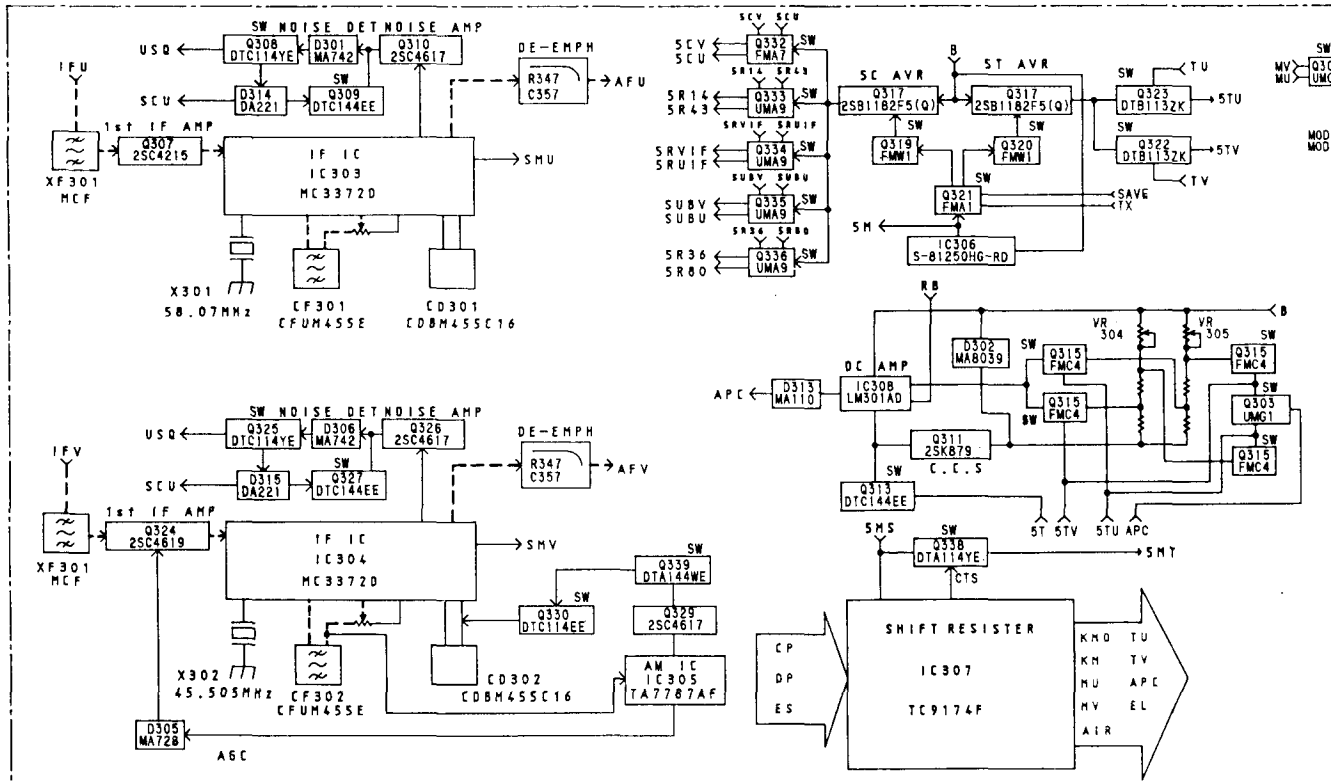 SW NOISE DET NOISE AMP
USQ
Q308
DTC114YE
D301
MA742
Q310
2SC4617
DE-EMPH
IFU
SW
SCU
D314
DA221
Q309
DTC144EE
R347
C357
AFU
1st IF AMP
Q307
2SC4215
XF301
MCF
IF IC
IC303
MC3372D
SMU
X301
58.07MHz
CF301
CFUM455E
CD301
CDBM455C16
SCV SCU
5CV
5CU
Q332
FMA7
SW
SR14 SR43
SR14
SR43
Q333
UMA9
SW
SRVIF SRUIF
SRVIF
SRUIF
Q334
UMA9
SW
SUBV SUBU
SUBV
SUBU
Q335
UMA9
SW
SR36 SR80
SR36
SR80
Q336
UMA9
SW
B
5C AVR
5T AVR
Q317
2SB1182F5(Q)
Q317
2SB1182F5(Q)
SW
Q319
FMW1
SW
Q320
FMW1
SW
Q321
FMA1
SAVE
TX
5M
IC306
S-81250HG-RD
SW
Q323
DTB113ZK
TU
5TU
SW
Q322
DTB113ZK
5TV
TV
SW
MV
MU
MOD
MOD
RB
B
VR
304
VR
305
DC AMP
D302
MA8039
SW
Q315
FMC4
SW
Q315
FMC4
APC
D313
MA110
IC308
LM301AD
SW
Q315
FMC4
SW
Q303
UMG1
SW
Q315
FMC4
Q311
2SK879
C.C.S
SW
Q313
DTC144EE
5T 5TV 5TU APC
SW NOISE DET NOISE AMP
USQ
Q325
DTC114YE
D306
MA742
Q326
2SC4617
DE-EMPH
IFV
SW
SCU
D315
DA221
Q327
DTC144EE
R347
C357
AFV
1st IF AMP
Q324
2SC4619
XF301
MCF
IF IC
IC304
MC3372D
SMV
SW
Q339
DTA144WE
SW
Q330
DTC114EE
Q329
2SC4617
X302
45.505MHz
CF302
CFUM455E
CD302
CDBM455C16
AM IC
IC305
TA7787AF
D305
MA728
AGC
5MS
SW
Q338
DTA114YE
5MT
CTS
SHIFT RESISTER
IC307
TC9174F
CP
DP
ES
KMO TU
KM TV
MU APC
MV EL
AIR